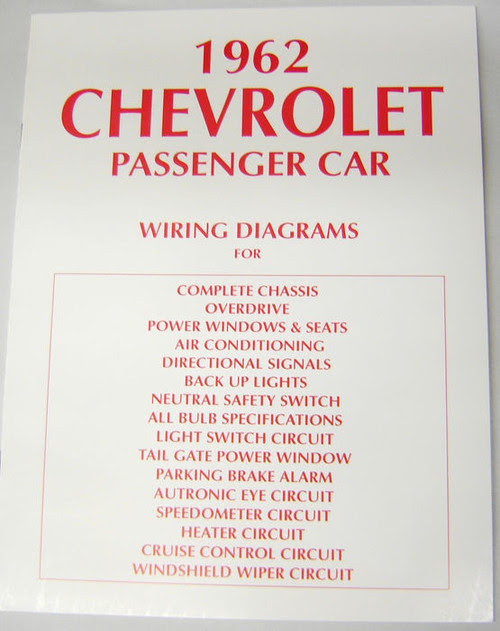 1962
CHEVROLET
PASSENGER CAR
WIRING DIAGRAMS
FOR
COMPLETE CHASSIS
OVERDRIVE
POWER WINDOWS & SEATS
AIR CONDITIONING
DIRECTIONAL SIGNALS
BACK UP LIGHTS
NEUTRAL SAFETY SWITCH
ALL BULB SPECIFICATIONS
LIGHT SWITCH CIRCUIT
TAIL GATE POWER WINDOW
PARKING BRAKE ALARM
AUTRONIC EYE CIRCUIT
SPEEDOMETER CIRCUIT
HEATER CIRCUIT
CRUISE CONTROL CIRCUIT
WINDSHIELD WIPER CIRCUIT